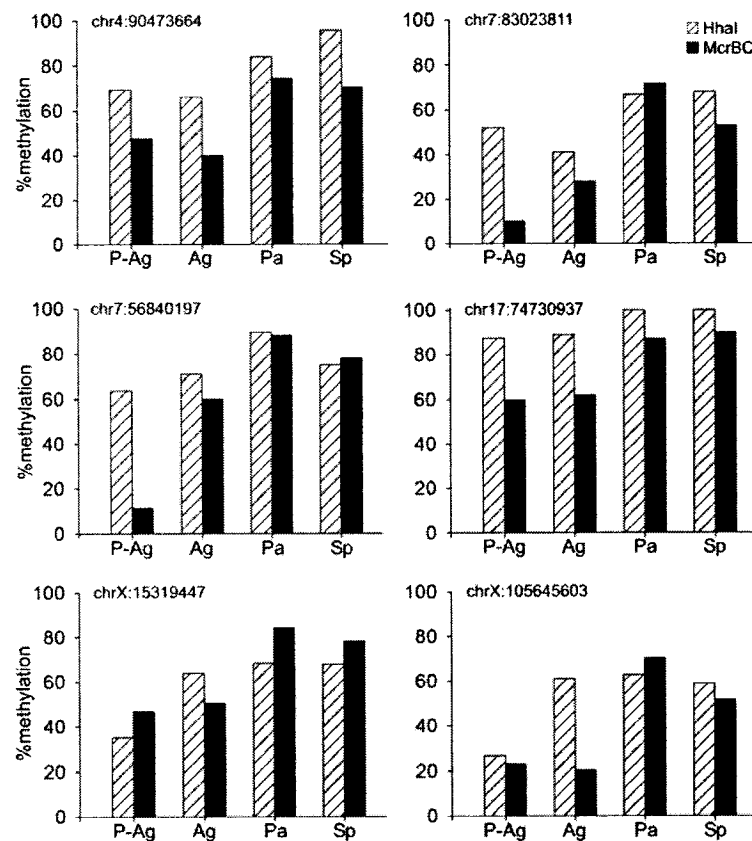 chr4:90473664
100
80
60
40
20
0
%methylation
P-Ag Ag Pa Sp
chr7:83023811
HhaI
McrBC
100
80
60
40
20
0
P-Ag Ag Pa Sp
chr7:56840197
100
80
60
40
20
0
%methylation
P-Ag Ag Pa Sp
chr17:74730937
100
80
60
40
20
0
P-Ag Ag Pa Sp
chrX:15319447
100
80
60
40
20
0
%methylation
P-Ag Ag Pa Sp
chrX:105645603
100
80
60
40
20
0
P-Ag Ag Pa Sp